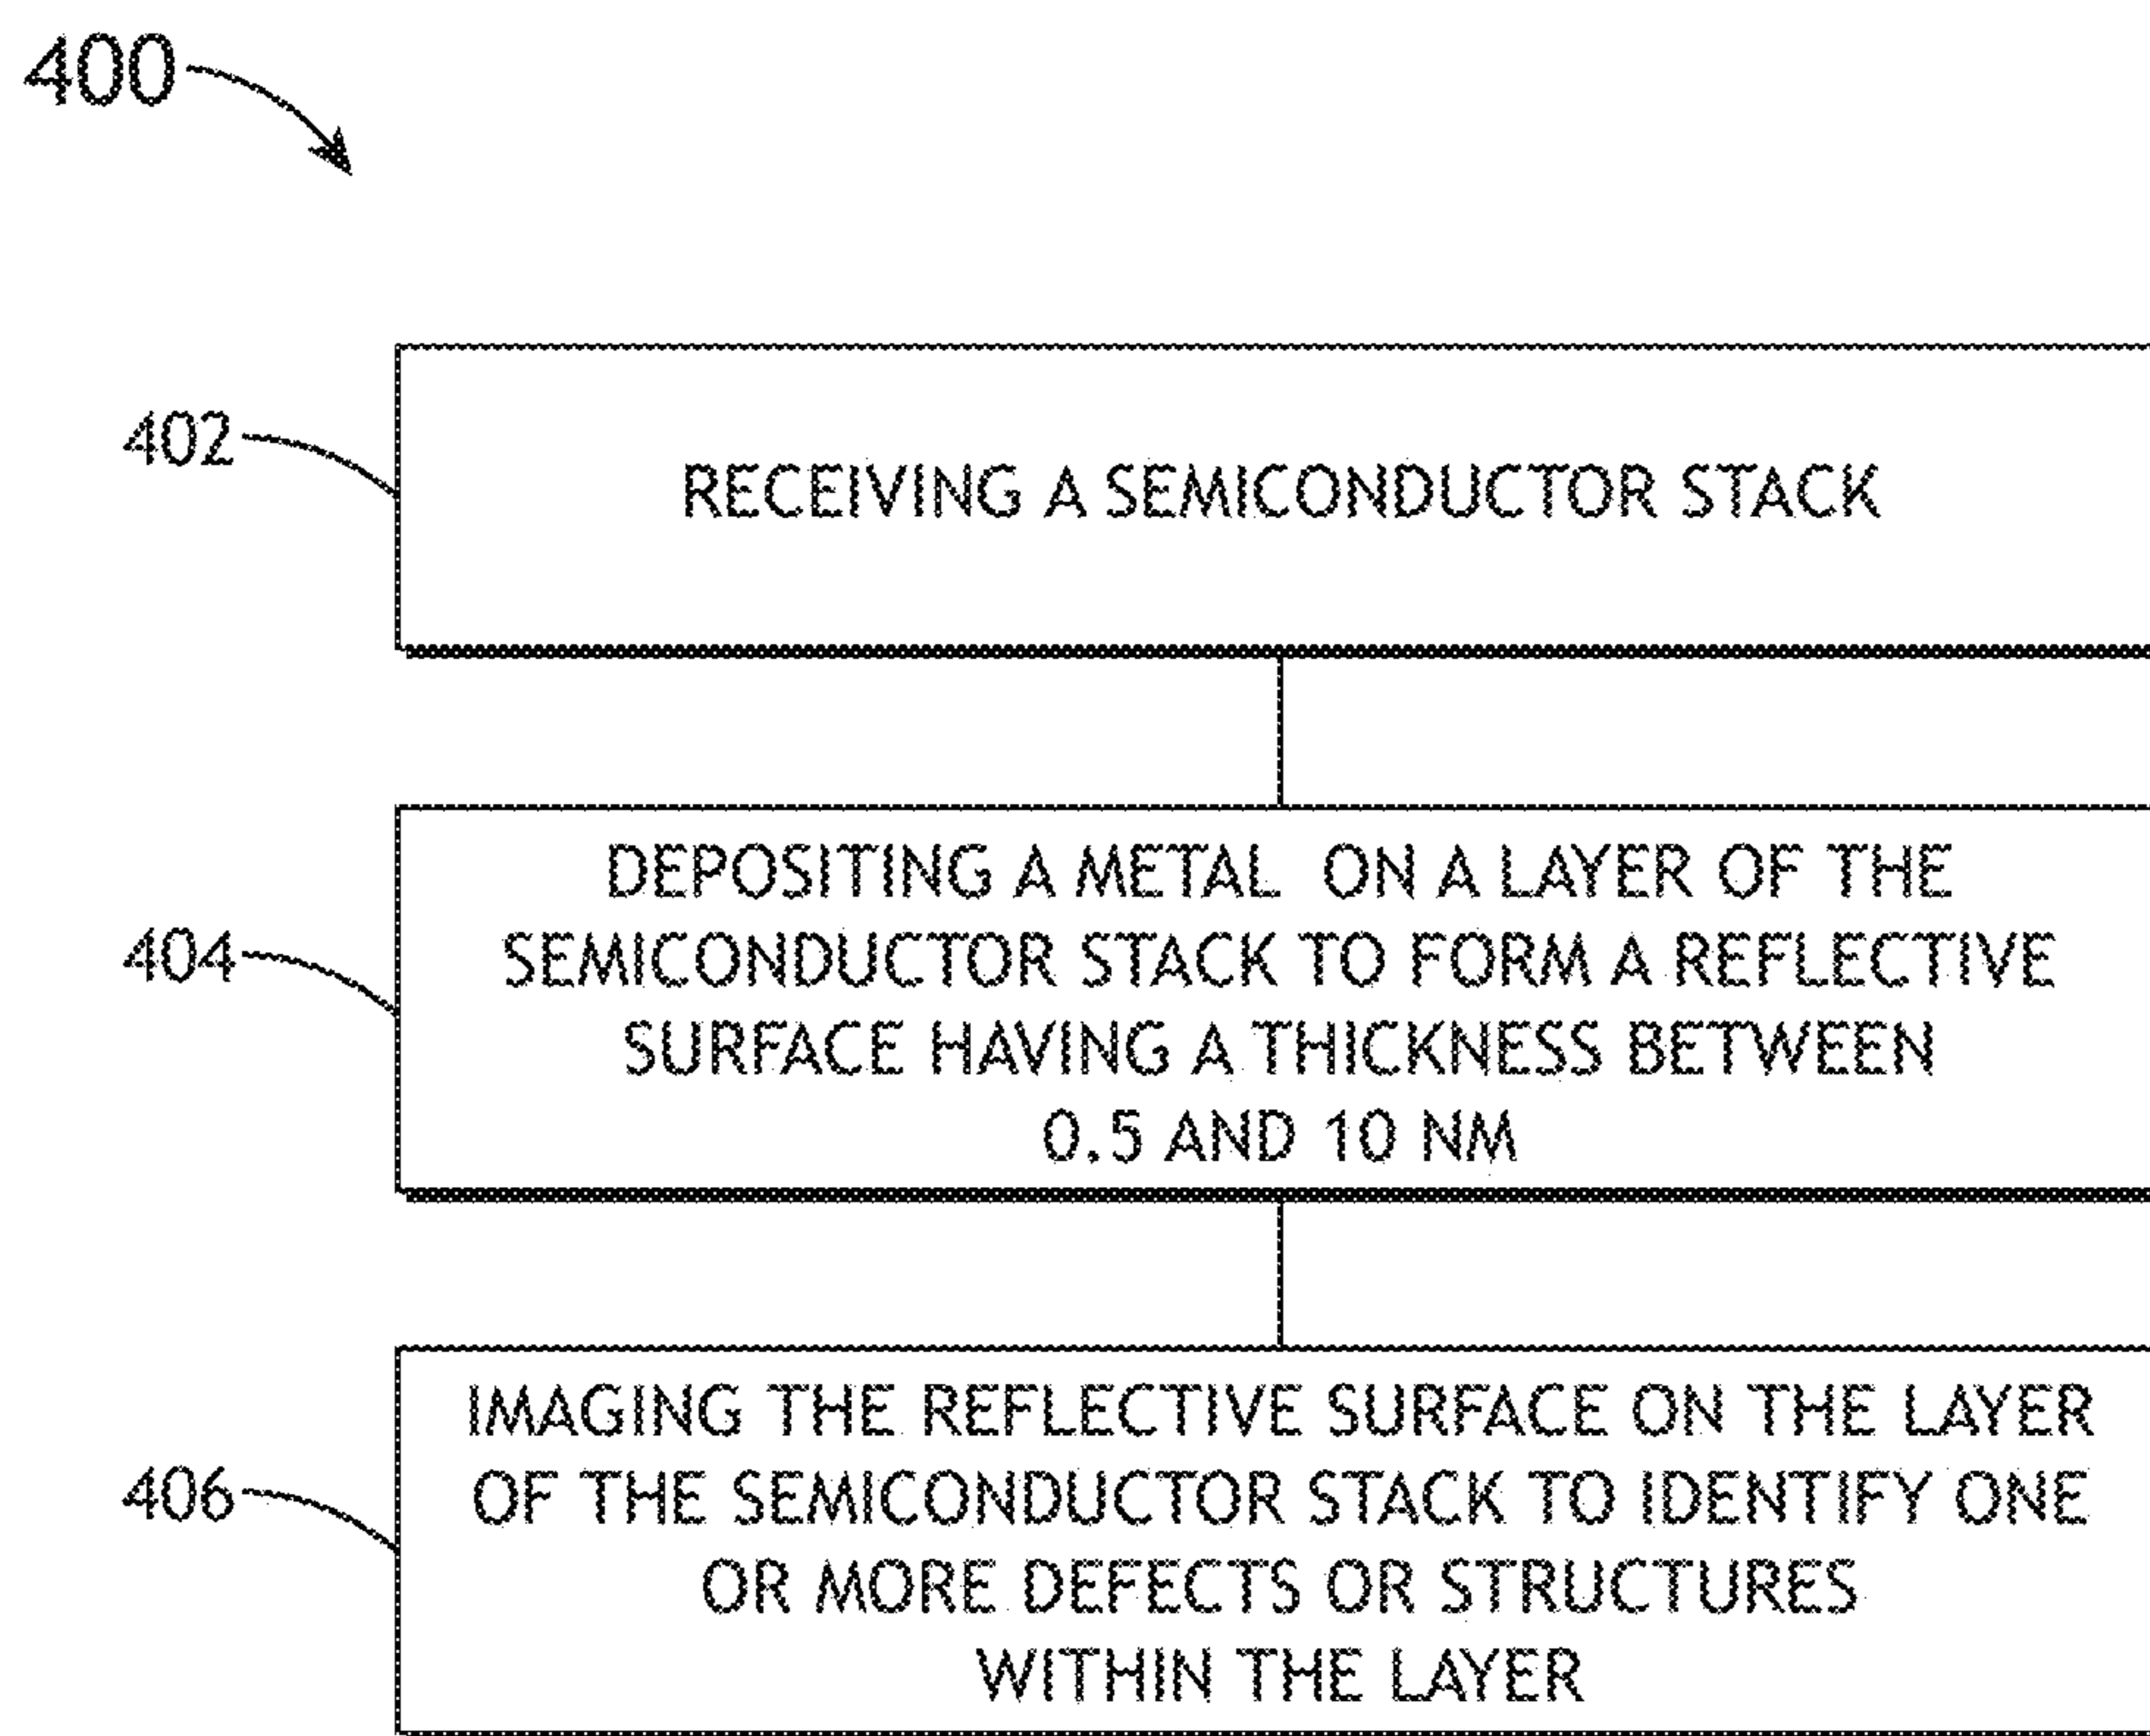 400
402
RECEIVING A SEMICONDUCTOR STACK
404
DEPOSITING A METAL ON A LAYER OF THE
SEMICONDUCTOR STACK TO FORM A REFLECTIVE
SURFACE HAVING A THICKNESS BETWEEN
0.5 AND 10 NM
406
IMAGING THE REFLECTIVE SURFACE ON THE LAYER
OF THE SEMICONDUCTOR STACK TO IDENTIFY ONE
OR MORE DEFECTS OR STRUCTURES
WITHIN THE LAYER